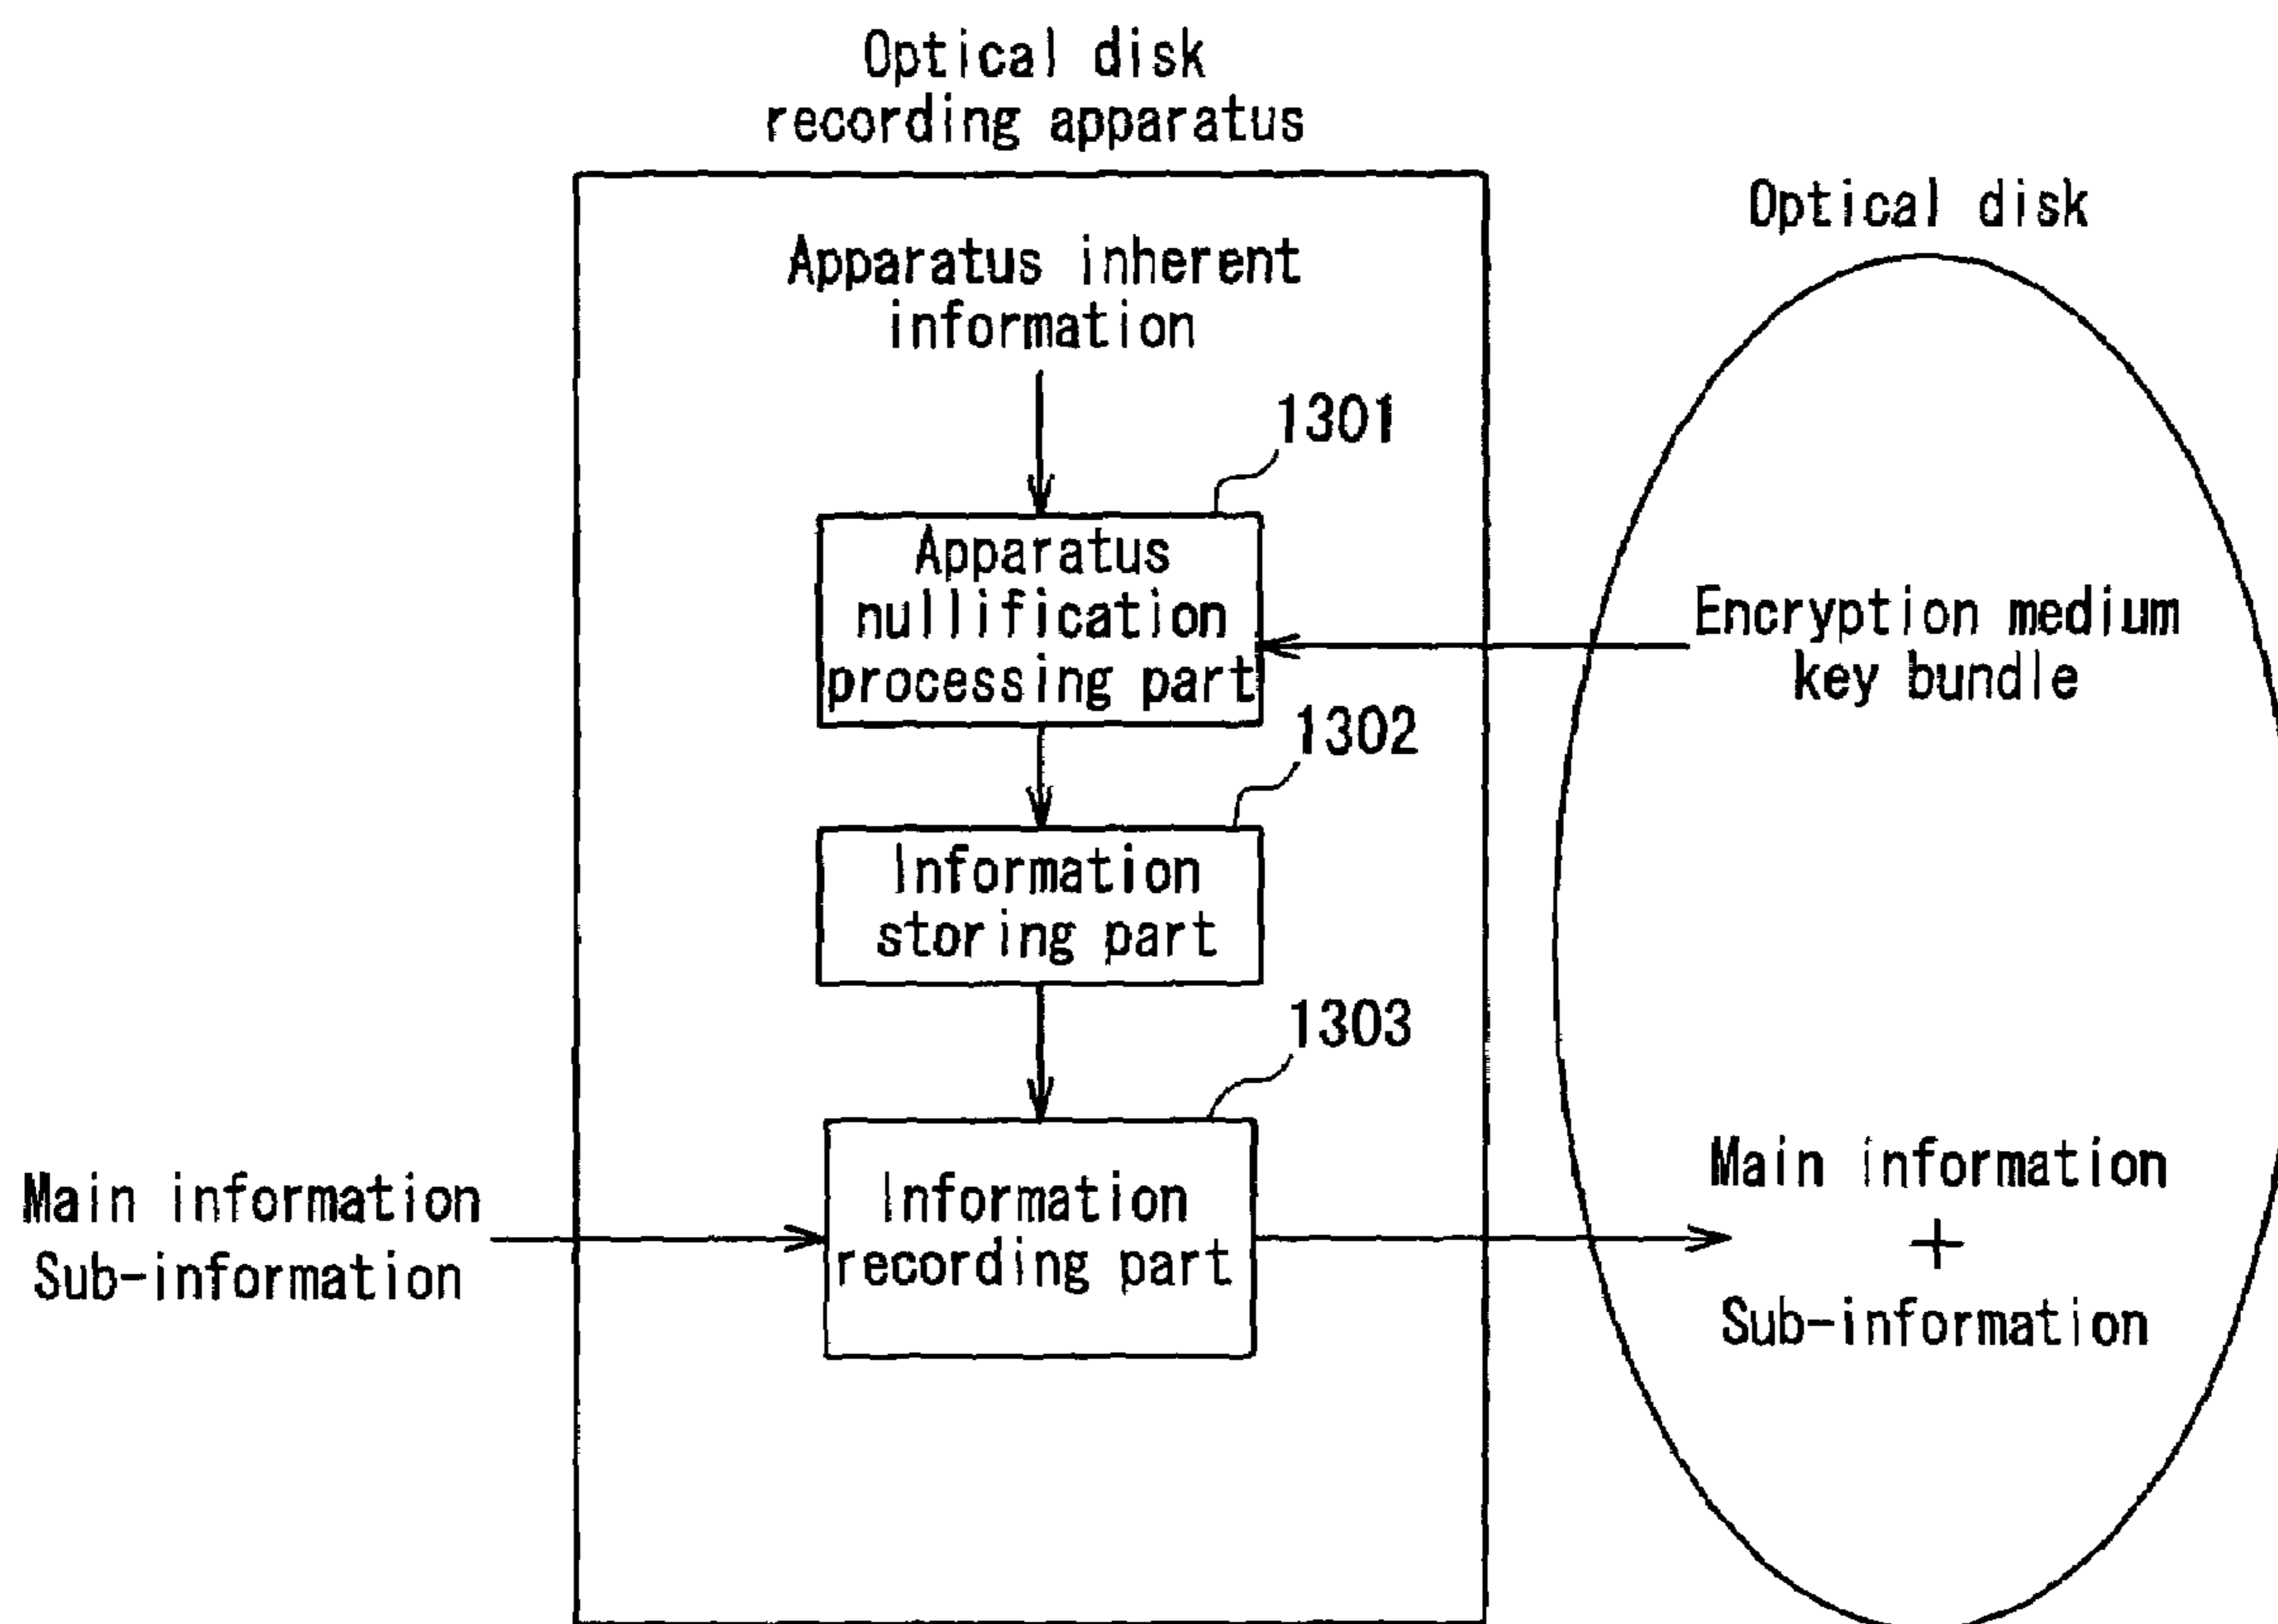 Optical disk
recording apparatus
Optical disk
Apparatus inherent
information
1301
Apparatus
nullification
processing part
Encryption medium
key bundle
1302
Information
storing part
1303
Main information
Sub-information
Information
recording part
Main information
+
Sub-information